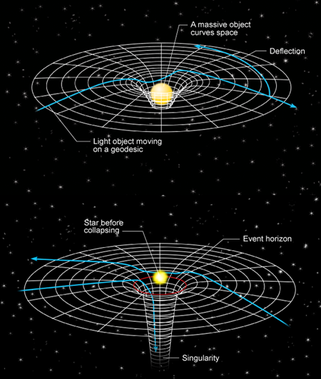 A massive object
curves space
Deflection
Light object moving
on a geodesic
Star before
collapsing
Event horizon
Singularity